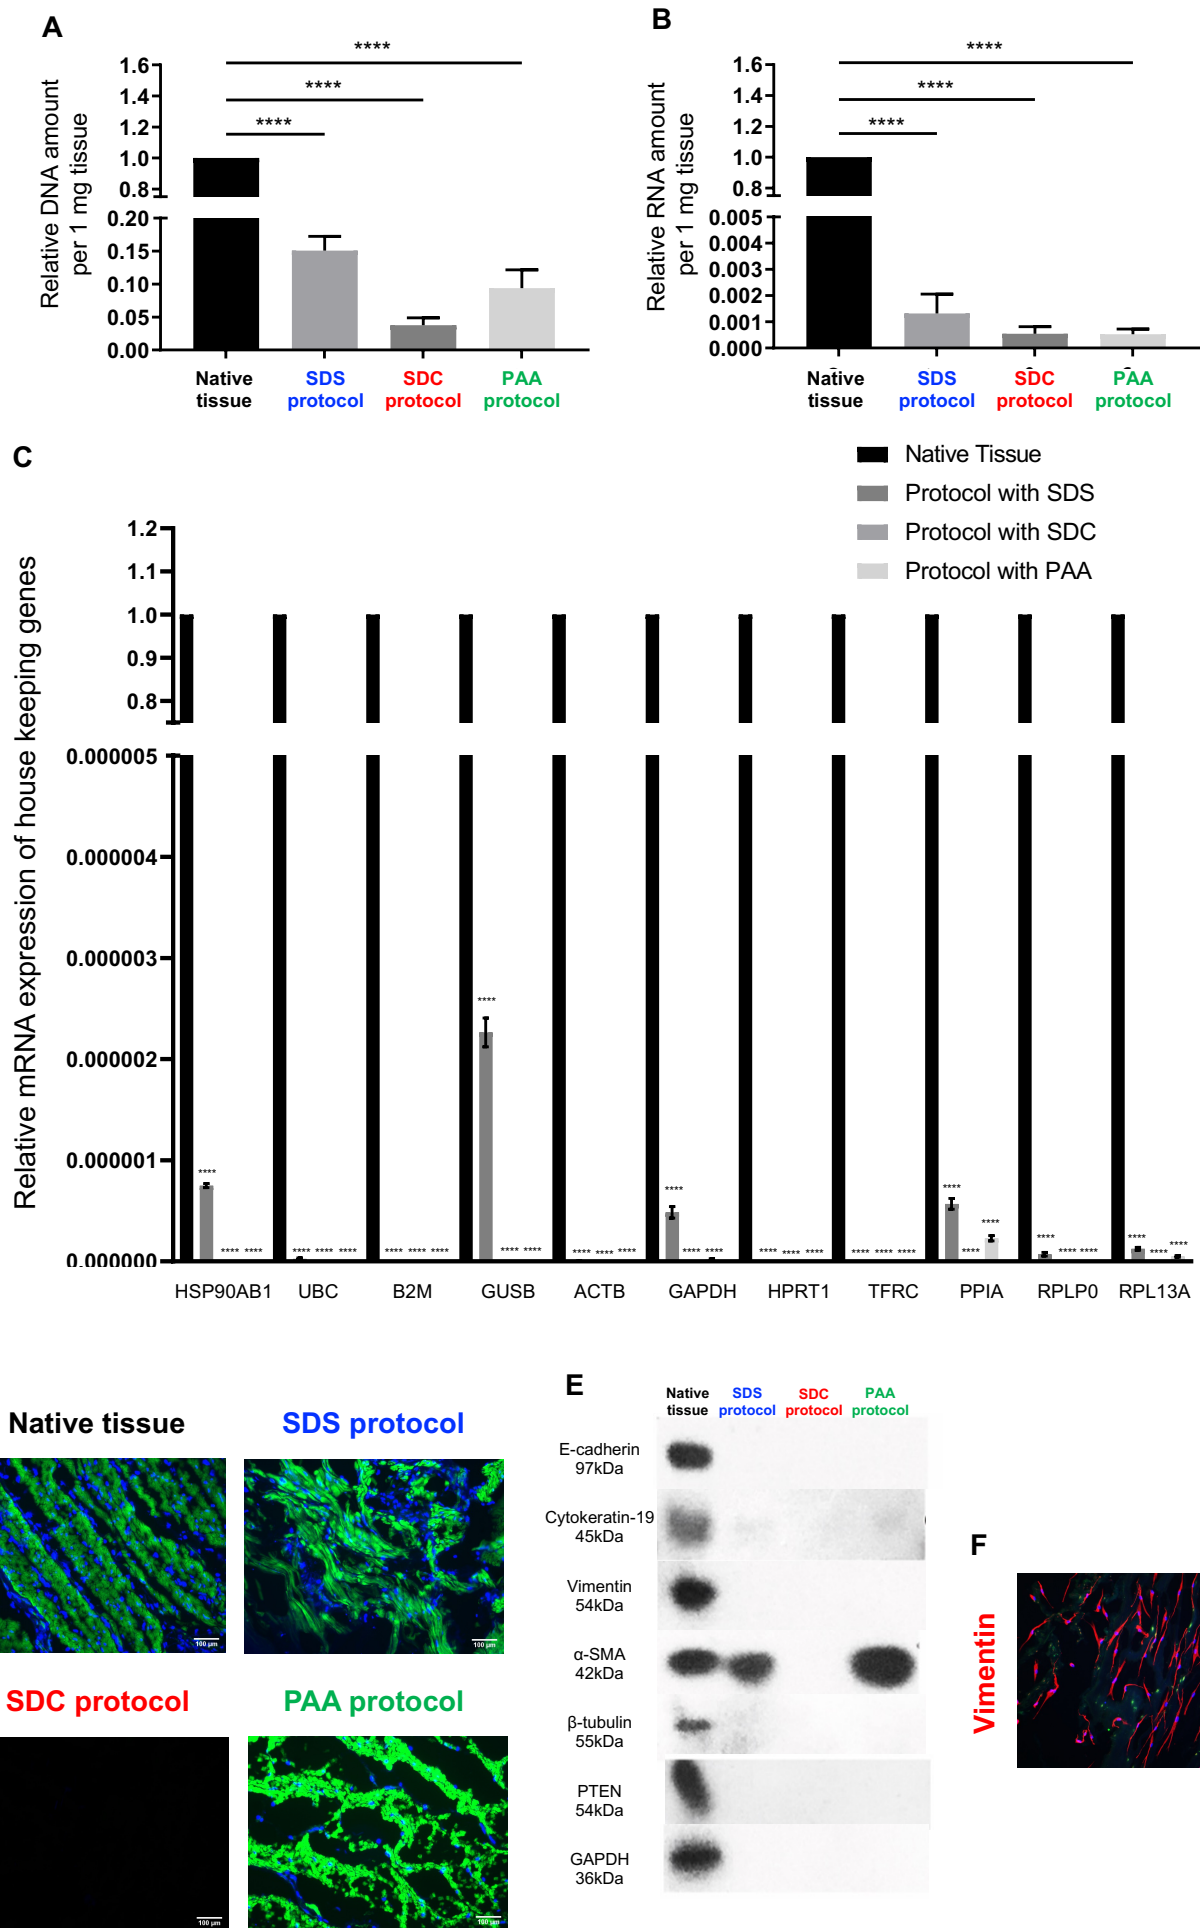 A
B
****
****
****
1.6
1.4
1.2
1.0
0.8
0.20
0.15
0.10
0.05
0.00
Relative DNA amount
per 1 mg tissue
Native
tissue
SDS
protocol
SDC
protocol
PAA
protocol
****
****
****
1.6
1.4
1.2
1.0
0.8
0.005
0.004
0.003
0.002
0.001
0.000
Relative RNA amount
per 1 mg tissue
Native
tissue
SDS
protocol
SDC
protocol
PAA
protocol
C
Native Tissue
Protocol with SDS
Protocol with SDC
Protocol with PAA
Relative mRNA expression of house keeping genes
1.2
1.1
1.0
0.9
0.8
0.000005
0.000004
0.000003
0.000002
0.000001
0.000000
**** **** ****
**** **** ****
**** **** ****
**** **** ****
**** **** ****
**** **** ****
**** **** ****
**** **** ****
**** **** ****
**** **** ****
**** **** ****
HSP90AB1 UBC B2M GUSB ACTB GAPDH HPRT1 TFRC PPIA RPLP0 RPL13A
Native tissue
SDS protocol
100 µm
100 µm
SDC protocol
PAA protocol
100 µm
100 µm
E
Native
tissue
SDS
protocol
SDC
protocol
PAA
protocol
E-cadherin
97kDa
Cytokeratin-19
45kDa
Vimentin
54kDa
α-SMA
42kDa
β-tubulin
55kDa
PTEN
54kDa
GAPDH
36kDa
F
Vimentin